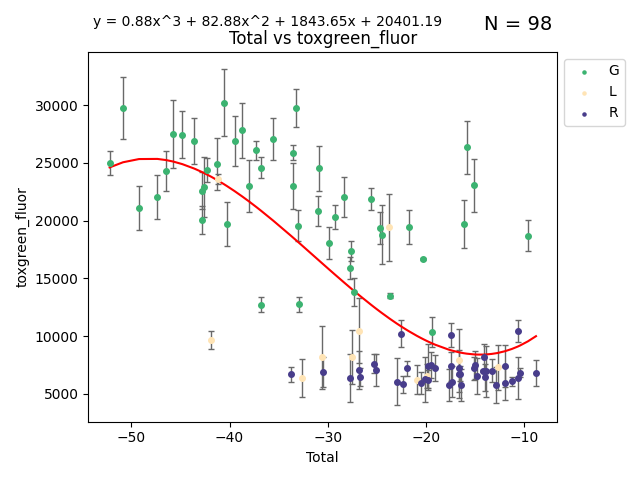 y = 0.88x^3 + 82.88x^2 + 1843.65x + 20401.19
N = 98
Total vs toxgreen_fluor
G
L
R
toxgreen_fluor
30000
25000
20000
15000
10000
5000
−50
−40
−30
−20
−10
Total